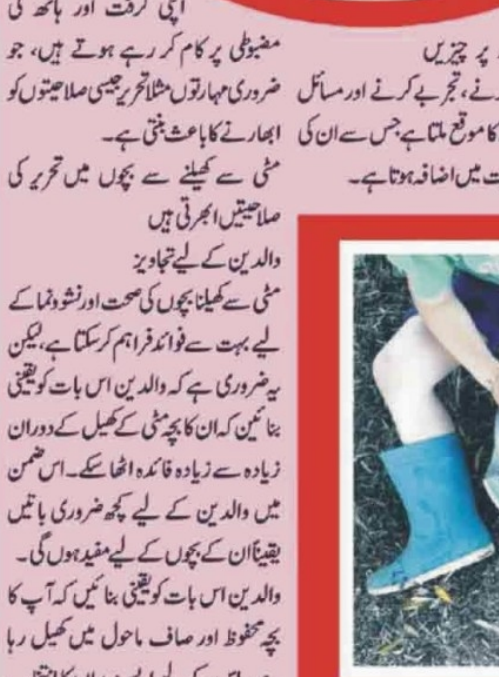 پر چیزیں
تجربے کرنے اور مسائل
کا موقع ملتا ہے جس سے ان کی
میں اضافہ ہوتا ہے۔
اپنی گرفت اور ہاتھ کی
مضبوطی پر کام کر رہے ہوتے ہیں، جو
ضروری مہارتوں مثلاً تحریر جیسی صلاحیتوں کو
ابھارنے کا باعث بنتی ہے۔
مٹی سے کھیلنے سے بچوں میں تحریر کی
صلاحیتیں ابھرتی ہیں
والدین کے لیے تجاویز
مٹی سے کھیلنا بچوں کی صحت اور نشوونما کے
لیے بہت سے فوائد فراہم کرسکتا ہے، لیکن
یہ ضروری ہے کہ والدین اس بات کو یقینی
بنائیں کہ ان کا بچہ مٹی کے کھیل کے دوران
زیادہ سے زیادہ فائدہ اٹھا سکے۔ اس ضمن
میں والدین کے لیے کچھ ضروری باتیں
یقیناً ان کے بچوں کے لیے مفید ہوں گی۔
والدین اس بات کو یقینی بنائیں کہ آپ کا
بچہ محفوظ اور صاف ماحول میں کھیل رہا